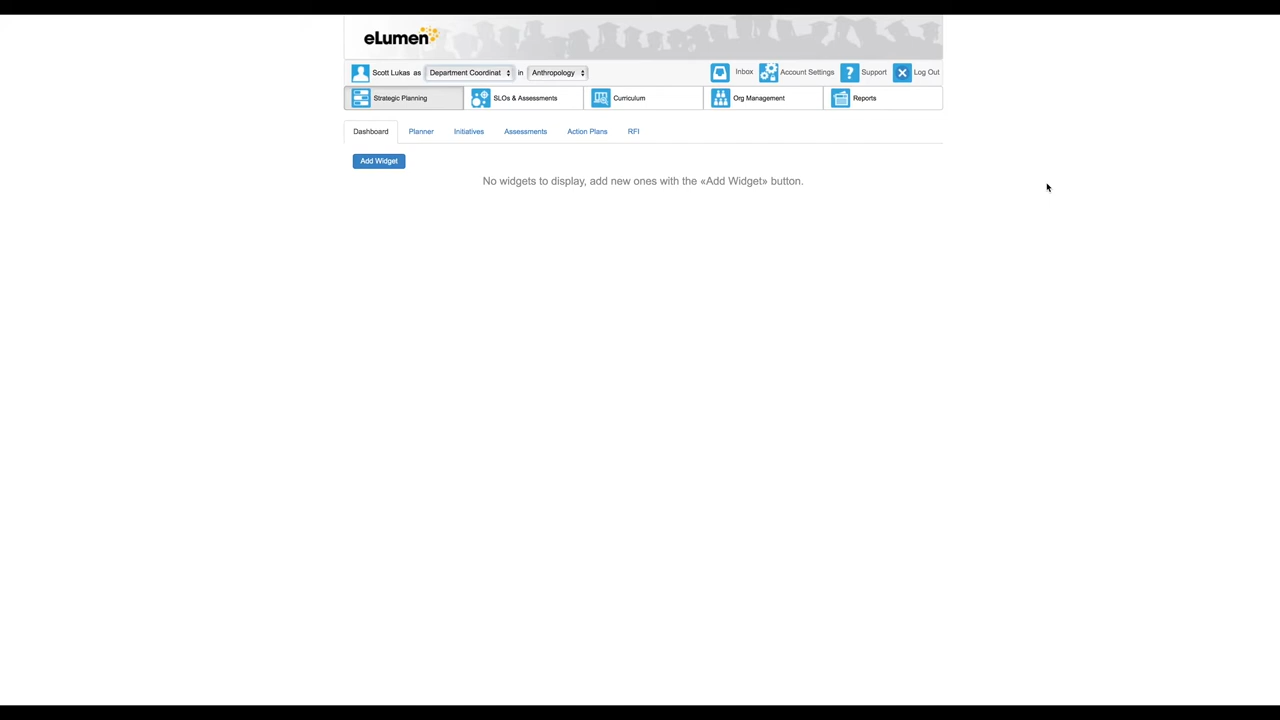 eLumen
Scott Lukas as Department Coordinat in Anthropology Inbox Account Settings Support Log Out
Strategic Planning SLOs & Assessments Curriculum Org Management Reports
Dashboard Planner Initiatives Assessments Action Plans RFI
Add Widget
No widgets to display, add new ones with the «Add Widget» button.